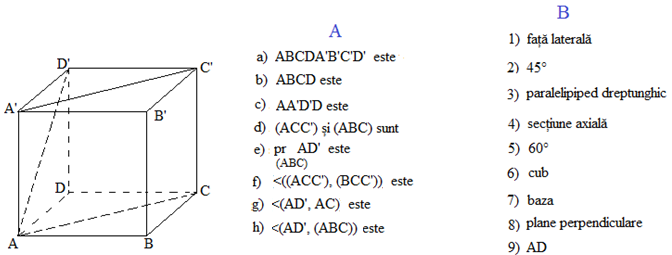 A
B
a) ABCDA'B'C'D' este
b) ABCD este
c) AA'D'D este
d) (ACC') și (ABC) sunt
e) pr AD' este
(ABC)
f) <((ACC'), (BCC')) este
g) <(AD', AC) este
h) <(AD', (ABC)) este
1) față laterală
2) 45°
3) paralelipiped dreptunghic
4) secțiune axială
5) 60°
6) cub
7) baza
8) plane perpendiculare
9) AD
D'
C'
A'
B'
D
C
A
B